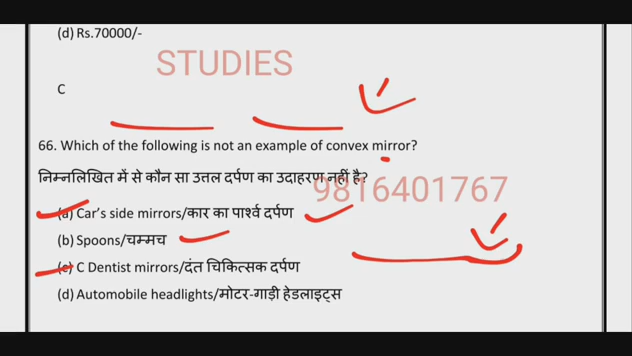 (d) Rs.70000/-
STUDIES
C
66. Which of the following is not an example of convex mirror?
निम्नलिखित में से कौन सा उत्तल दर्पण का उदाहरण नहीं है?
9816401767
(a) Car's side mirrors/कार का पार्श्व दर्पण
(b) Spoons/चम्मच
(c) C Dentist mirrors/दंत चिकित्सक दर्पण
(d) Automobile headlights/मोटर-गाड़ी हेडलाइट्स